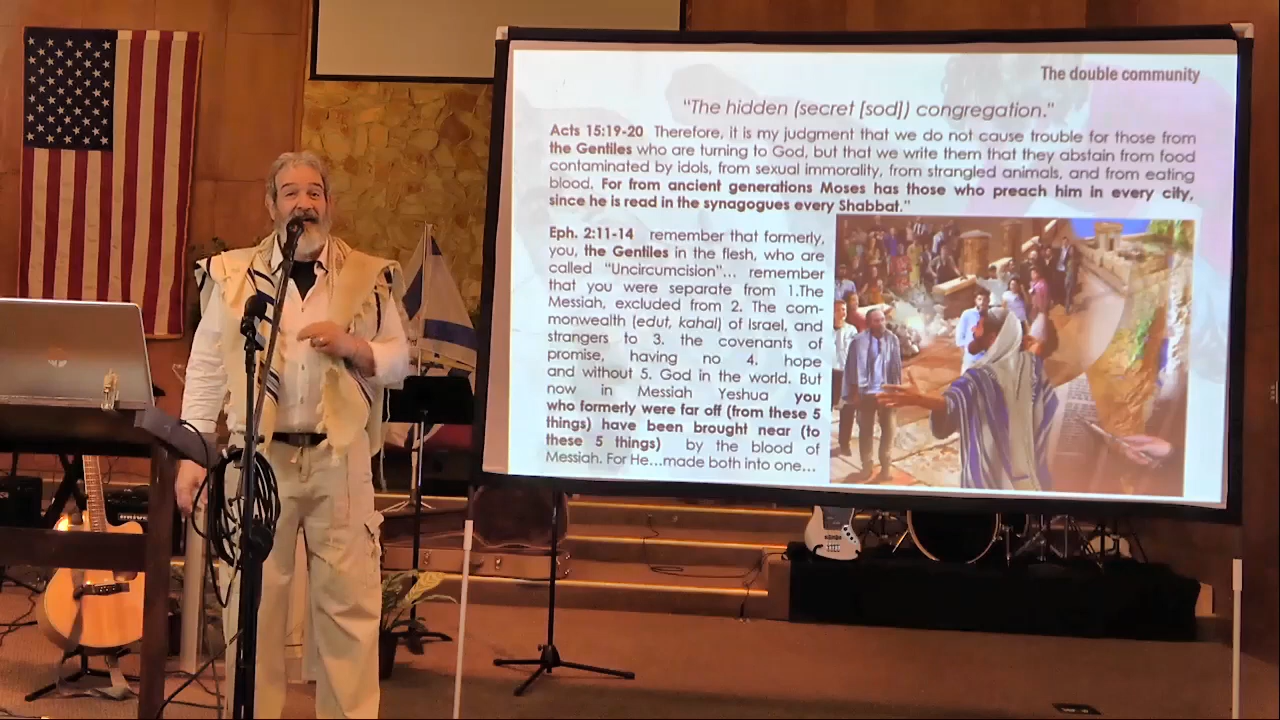 The double community
"The hidden (secret [sod]) congregation."
Acts 15:19-20 Therefore, it is my judgment that we do not cause trouble for those from
the Gentiles who are turning to God, but that we write them that they abstain from food
contaminated by idols, from sexual immorality, from strangled animals, and from eating
blood. For from ancient generations Moses has those who preach him in every city,
since he is read in the synagogues every Shabbat."
Eph. 2:11-14 remember that formerly,
you, the Gentiles in the flesh, who are
called "Uncircumcision"... remember
that you were separate from 1.The
Messiah, excluded from 2. The com-
monwealth (edut, kahal) of Israel, and
strangers to 3. the covenants of
promise, having no 4. hope
and without 5. God in the world. But
now in Messiah Yeshua you
who formerly were far off (from these 5
things) have been brought near (to
these 5 things) by the blood of
Messiah. For He...made both into one...